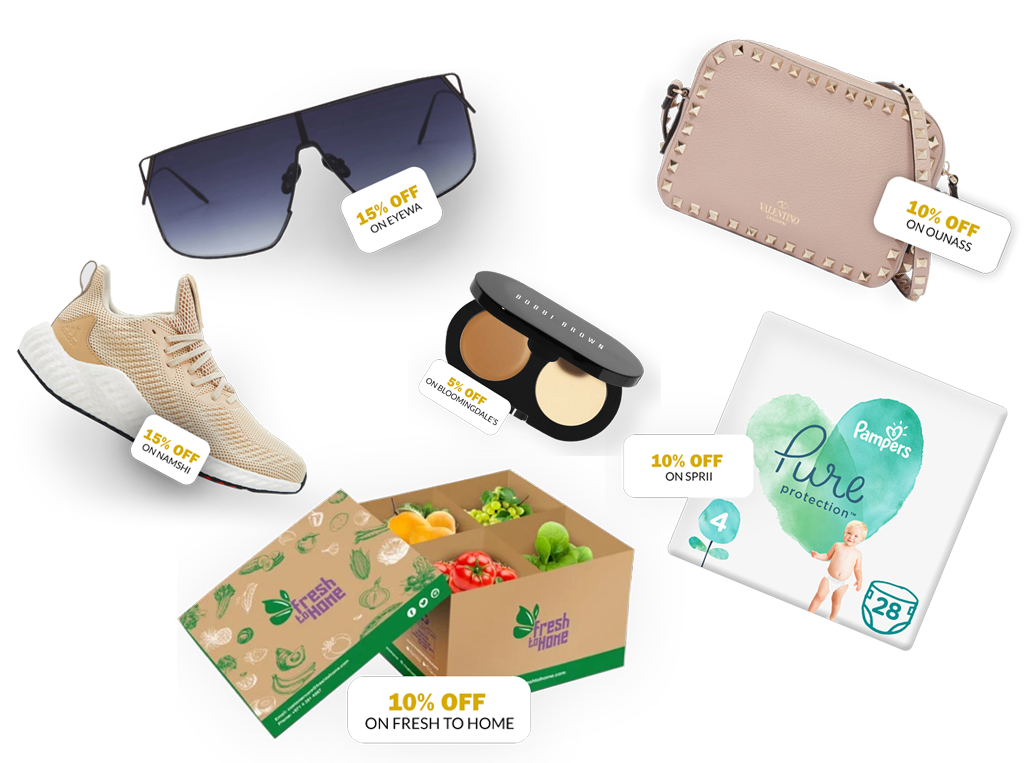 15% OFF
ON EYEWA
VALENTINO
GARAVANI
10% OFF
ON OUNASS
BOBBI BROWN
5% OFF
ON BLOOMINGDALE'S
15% OFF
ON NAMSHI
10% OFF
ON SPRII
Pampers
Pure
protection™
4
28
fresh
to HOME
fresh
to HOME
10% OFF
ON FRESH TO HOME